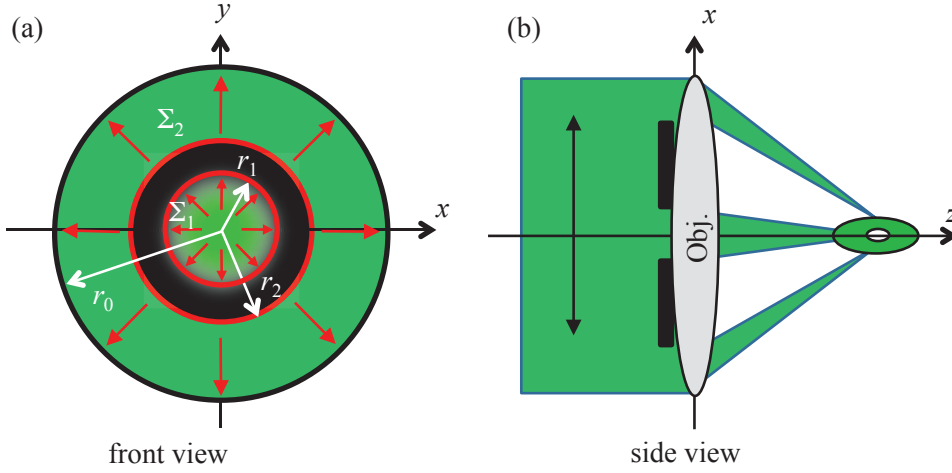 (a)
y
Σ2
r1
Σ1
x
r2
r0
front view
(b)
x
Obj.
z
side view